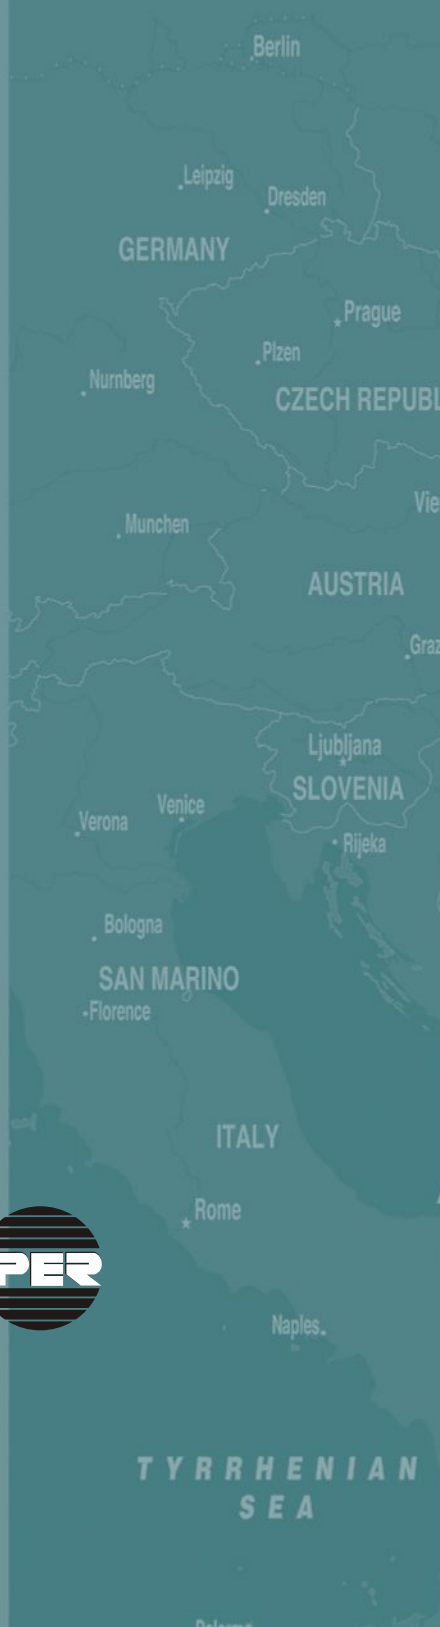 Berlin
Leipzig
Dresden
GERMANY
Prague
Plzen
Nurnberg
CZECH REPUBL
Vie
Munchen
AUSTRIA
Graz
Ljubljana
SLOVENIA
Venice
Verona
Rijeka
Bologna
SAN MARINO
Florence
ITALY
Rome
PER
Naples
TYRRHENIAN
SEA